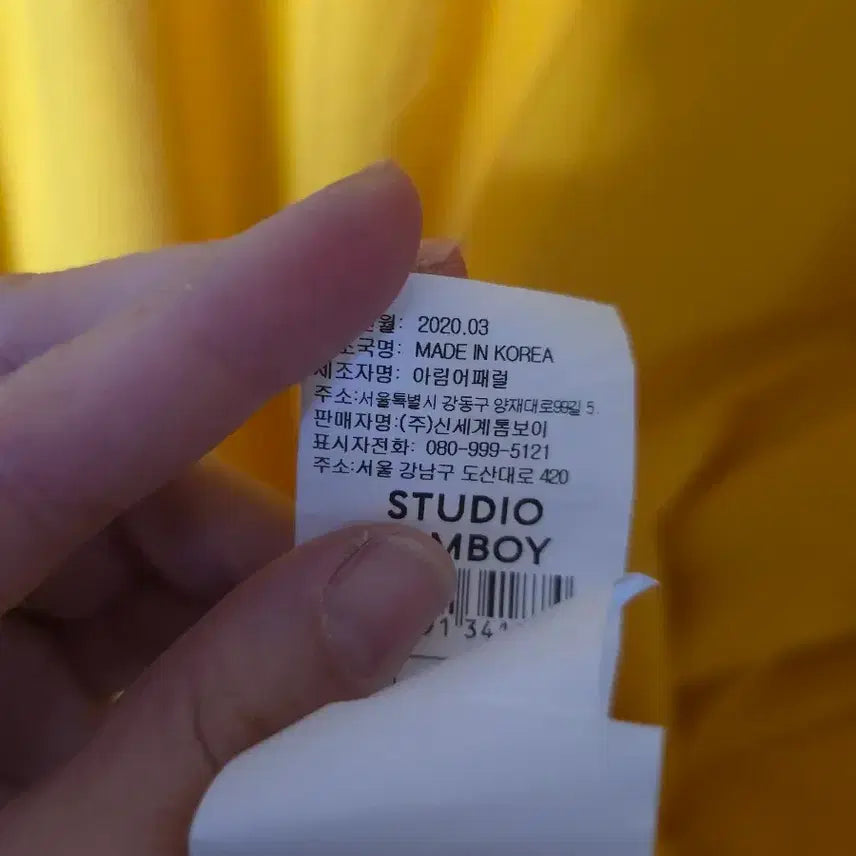 월: 2020.03
조국명: MADE IN KOREA
제조자명: 아림어패럴
주소:서울특별시 강동구 양재대로99길 5.
판매자명:(주)신세계톰보이
표시자전화: 080-999-5121
주소:서울 강남구 도산대로 420
STUDIO
MBOY
91 34